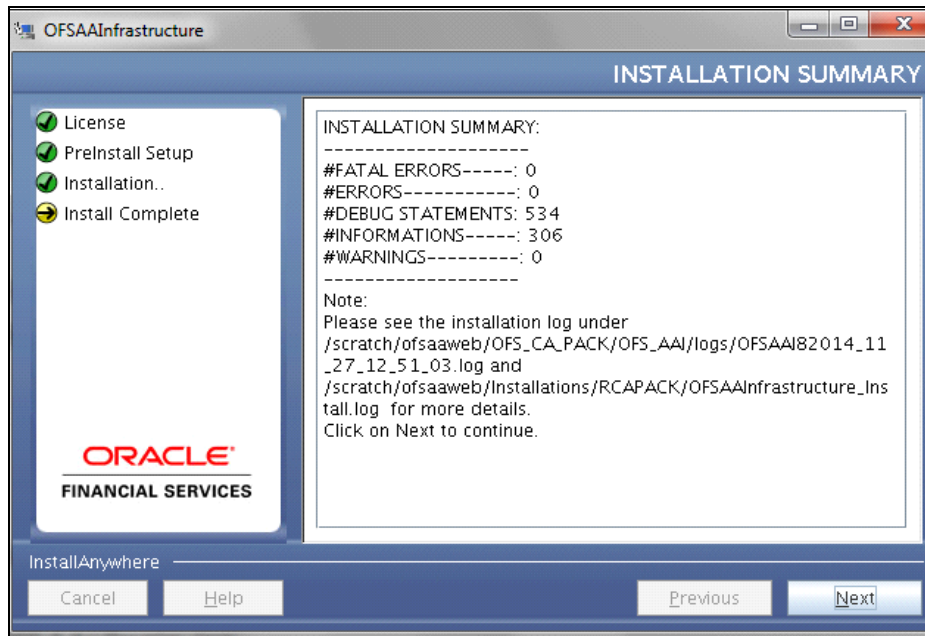 OFSAAInfrastructure
INSTALLATION SUMMARY
License
PreInstall Setup
Installation..
Install Complete
INSTALLATION SUMMARY:
--------------------
#FATAL ERRORS-----: 0
#ERRORS-----------: 0
#DEBUG STATEMENTS: 534
#INFORMATIONS-----: 306
#WARNINGS---------: 0
-------------------
Note:
Please see the installation log under
/scratch/ofsaaweb/OFS_CA_PACK/OFS_AAI/logs/OFSAAI82014_11
_27_12_51_03.log and
/scratch/ofsaaweb/Installations/RCAPACK/OFSAAInfrastructure_Ins
tall.log  for more details.
Click on Next to continue.
ORACLE®
FINANCIAL SERVICES
InstallAnywhere
Cancel
Help
Previous
Next